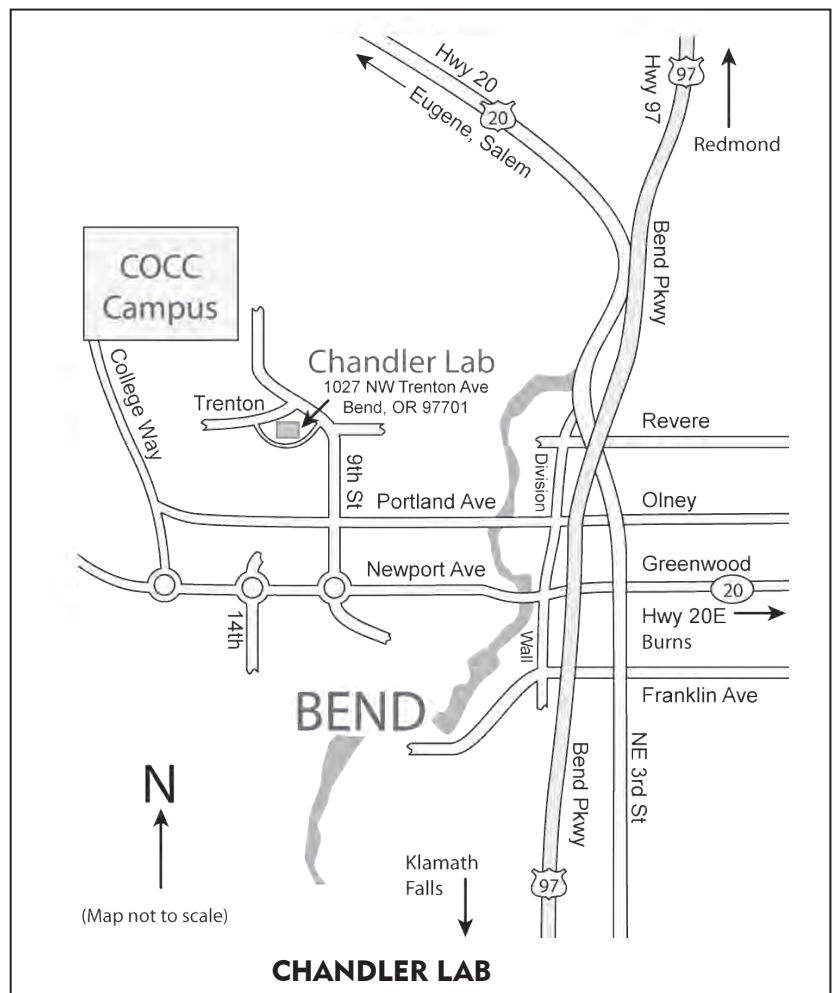 Hwy 20
20
Eugene, Salem
Hwy 97
97
Redmond
Bend Pkwy
COCC
Campus
College Way
Chandler Lab
1027 NW Trenton Ave
Bend, OR 97701
Trenton
9th St
Division
Revere
Portland Ave
Olney
Newport Ave
Greenwood
20
Hwy 20E
Burns
14th
Wall
Franklin Ave
BEND
Bend Pkwy
NE 3rd St
N
Klamath
Falls
97
(Map not to scale)
CHANDLER LAB